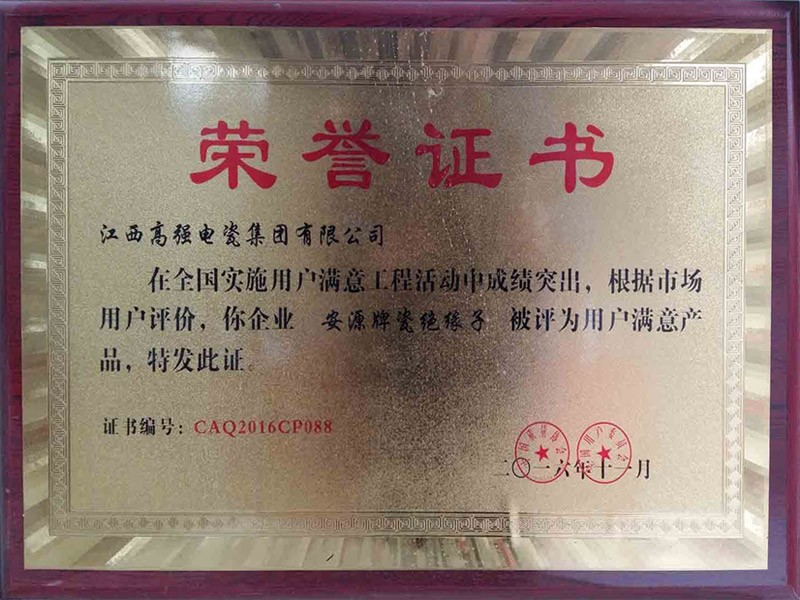 荣誉证书
江西高强电瓷集团有限公司
在全国实施用户满意工程活动中成绩突出，根据市场
用户评价，你企业 安源牌瓷绝缘子 被评为用户满意产
品，特发此证。
证书编号：CAQ2016CP088
二〇一六年十一月